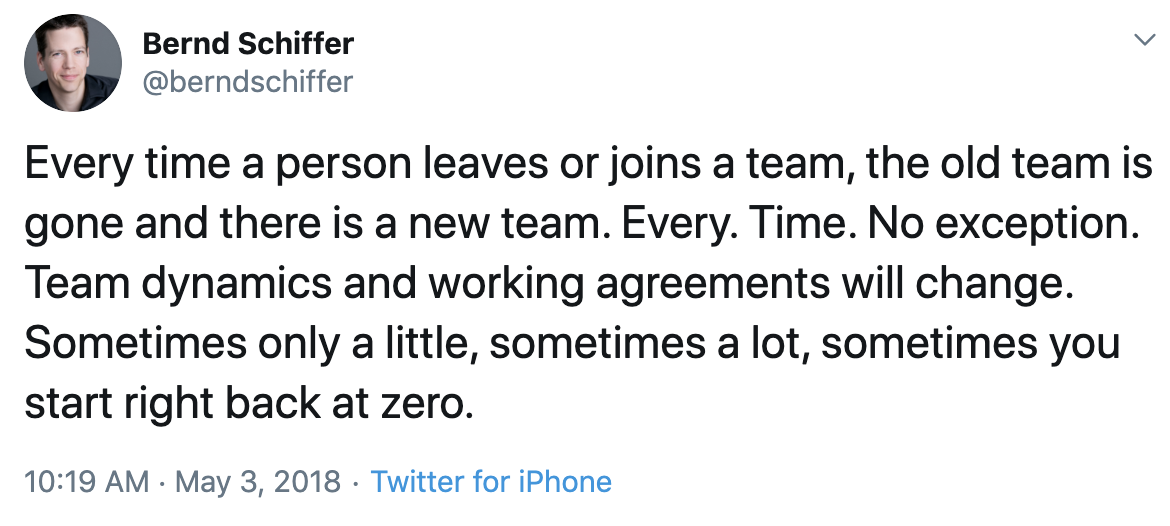 Bernd Schiffer
@berndschiffer
Every time a person leaves or joins a team, the old team is
gone and there is a new team. Every. Time. No exception.
Team dynamics and working agreements will change.
Sometimes only a little, sometimes a lot, sometimes you
start right back at zero.
10:19 AM · May 3, 2018 · Twitter for iPhone